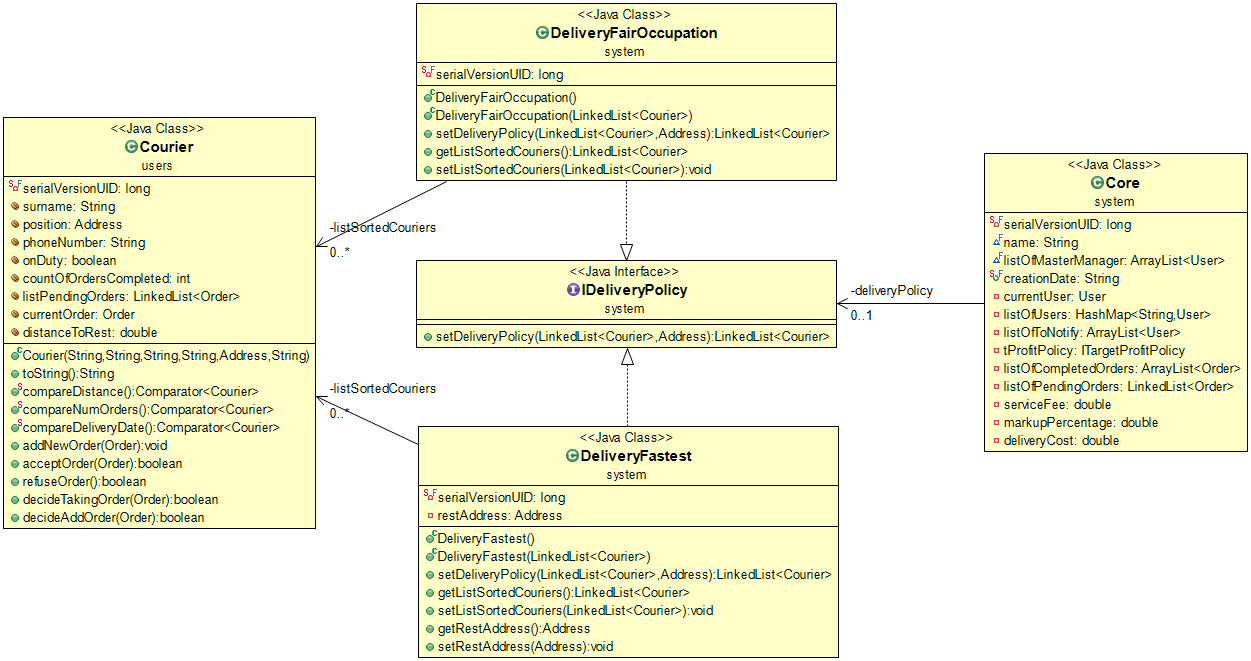 <<Java Class>>
DeliveryFairOccupation
system
serialVersionUID: long
DeliveryFairOccupation()
DeliveryFairOccupation(LinkedList<Courier>)
setDeliveryPolicy(LinkedList<Courier>,Address):LinkedList<Courier>
getListSortedCouriers():LinkedList<Courier>
setListSortedCouriers(LinkedList<Courier>):void
<<Java Class>>
Courier
users
serialVersionUID: long
surname: String
position: Address
phoneNumber: String
onDuty: boolean
countOfOrdersCompleted: int
listPendingOrders: LinkedList<Order>
currentOrder: Order
distanceToRest: double
Courier(String,String,String,String,Address,String)
toString():String
compareDistance():Comparator<Courier>
compareNumOrders():Comparator<Courier>
compareDeliveryDate():Comparator<Courier>
addNewOrder(Order):void
acceptOrder(Order):boolean
refuseOrder():boolean
decideTakingOrder(Order):boolean
decideAddOrder(Order):boolean
-listSortedCouriers
0..*
<<Java Interface>>
IDeliveryPolicy
system
setDeliveryPolicy(LinkedList<Courier>,Address):LinkedList<Courier>
-deliveryPolicy
0..1
<<Java Class>>
Core
system
serialVersionUID: long
name: String
listOfMasterManager: ArrayList<User>
creationDate: String
currentUser: User
listOfUsers: HashMap<String,User>
listOfToNotify: ArrayList<User>
tProfitPolicy: ITargetProfitPolicy
listOfCompletedOrders: ArrayList<Order>
listOfPendingOrders: LinkedList<Order>
serviceFee: double
markupPercentage: double
deliveryCost: double
-listSortedCouriers
0..*
<<Java Class>>
DeliveryFastest
system
serialVersionUID: long
restAddress: Address
DeliveryFastest()
DeliveryFastest(LinkedList<Courier>)
setDeliveryPolicy(LinkedList<Courier>,Address):LinkedList<Courier>
getListSortedCouriers():LinkedList<Courier>
setListSortedCouriers(LinkedList<Courier>):void
getRestAddress():Address
setRestAddress(Address):void